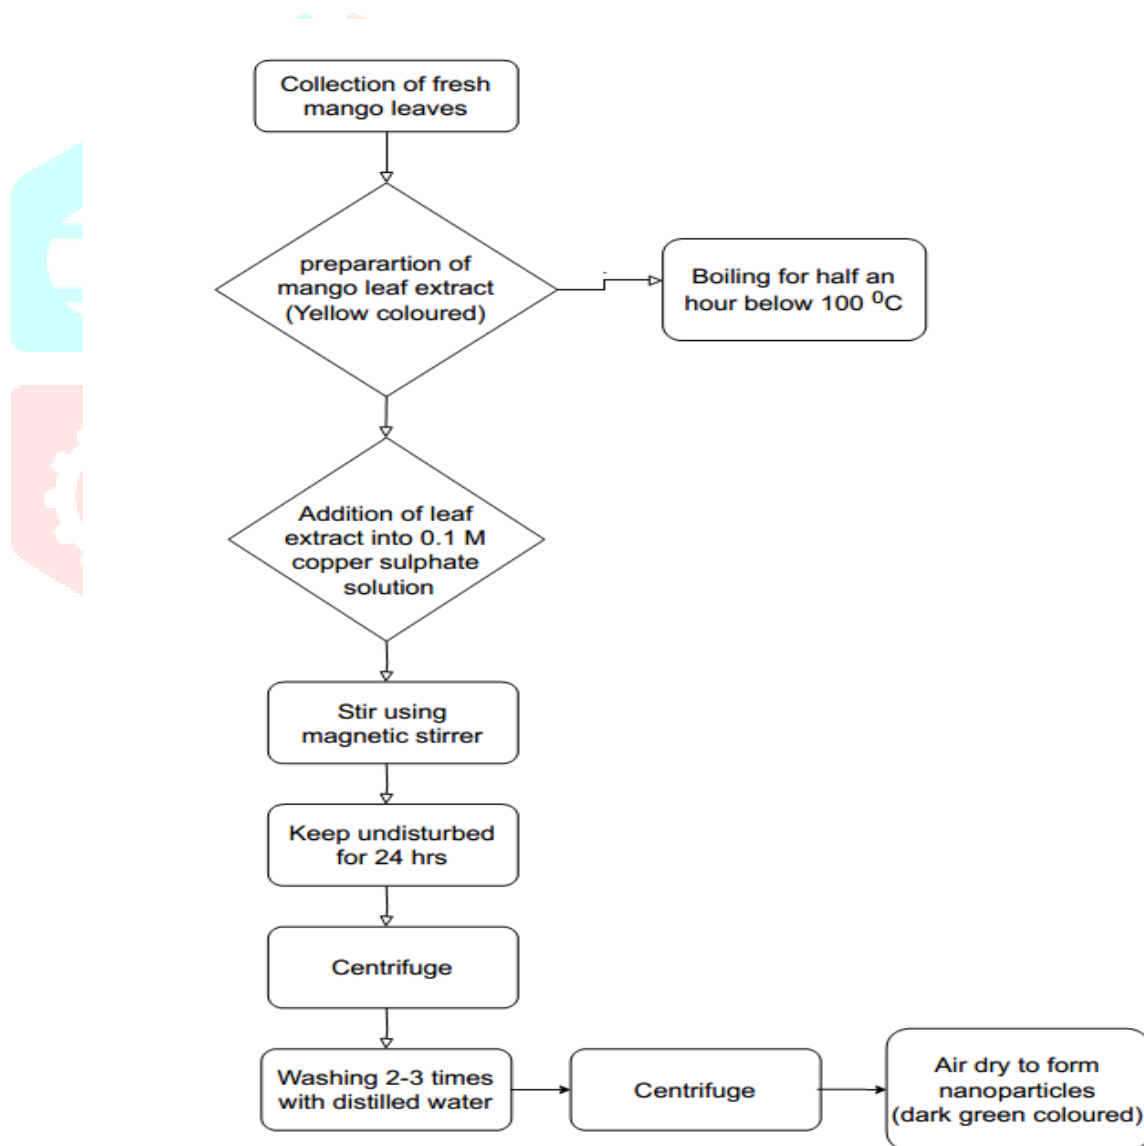 Collection of fresh
mango leaves
preparartion of
mango leaf extract
(Yellow coloured)
Boiling for half an
hour below 100 ⁰C
Addition of leaf
extract into 0.1 M
copper sulphate
solution
Stir using
magnetic stirrer
Keep undisturbed
for 24 hrs
Centrifuge
Washing 2-3 times
with distilled water
Centrifuge
Air dry to form
nanoparticles
(dark green coloured)